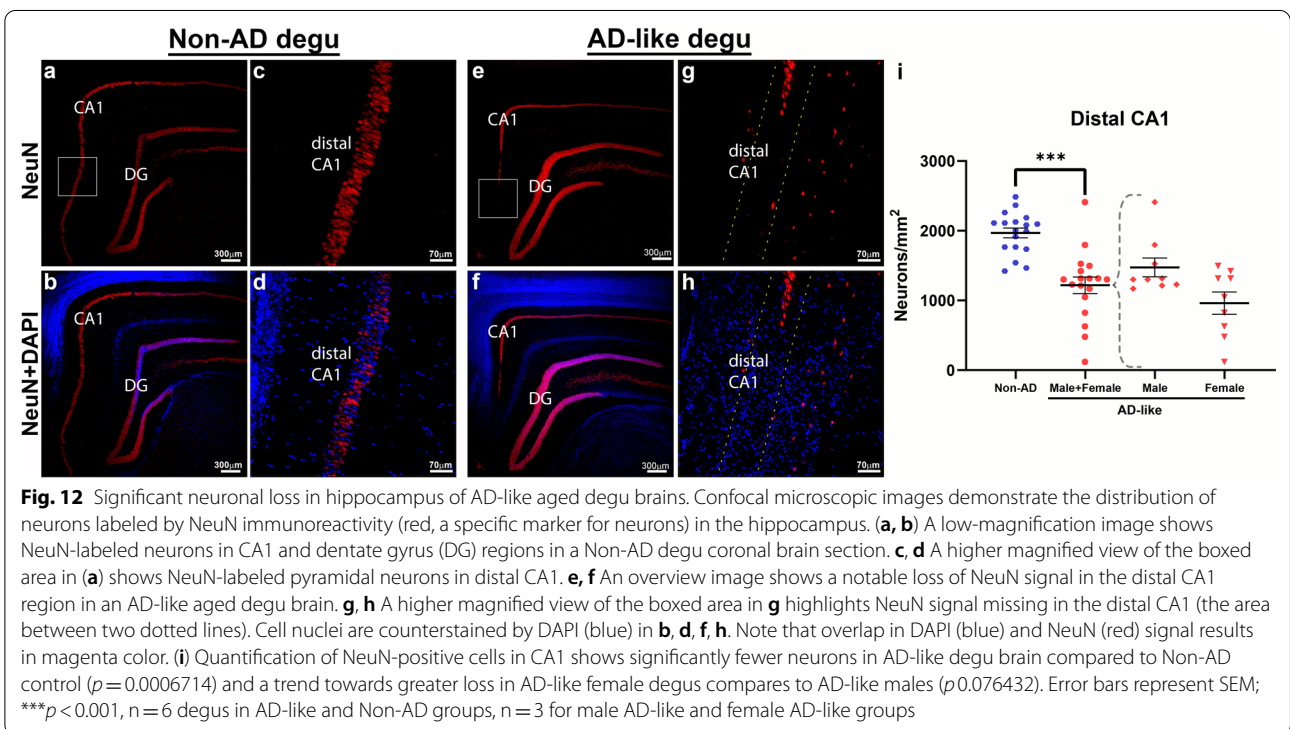 Non-AD degu
AD-like degu
NeuN
NeuN+DAPI
a
CA1
DG
300µm
c
distal
CA1
70µm
e
CA1
DG
300µm
g
distal
CA1
70µm
b
CA1
DG
300µm
d
distal
CA1
70µm
f
CA1
DG
300µm
h
distal
CA1
70µm
i
Distal CA1
Neurons/mm²
3000
2000
1000
0
***
Non-AD
Male+Female
Male
Female
AD-like
Fig. 12 Significant neuronal loss in hippocampus of AD-like aged degu brains. Confocal microscopic images demonstrate the distribution of
neurons labeled by NeuN immunoreactivity (red, a specific marker for neurons) in the hippocampus. (a, b) A low-magnification image shows
NeuN-labeled neurons in CA1 and dentate gyrus (DG) regions in a Non-AD degu coronal brain section. c, d A higher magnified view of the boxed
area in (a) shows NeuN-labeled pyramidal neurons in distal CA1. e, f An overview image shows a notable loss of NeuN signal in the distal CA1
region in an AD-like aged degu brain. g, h A higher magnified view of the boxed area in g highlights NeuN signal missing in the distal CA1 (the area
between two dotted lines). Cell nuclei are counterstained by DAPI (blue) in b, d, f, h. Note that overlap in DAPI (blue) and NeuN (red) signal results
in magenta color. (i) Quantification of NeuN-positive cells in CA1 shows significantly fewer neurons in AD-like degu brain compared to Non-AD
control (p = 0.0006714) and a trend towards greater loss in AD-like female degus compares to AD-like males (p 0.076432). Error bars represent SEM;
***p < 0.001, n = 6 degus in AD-like and Non-AD groups, n = 3 for male AD-like and female AD-like groups